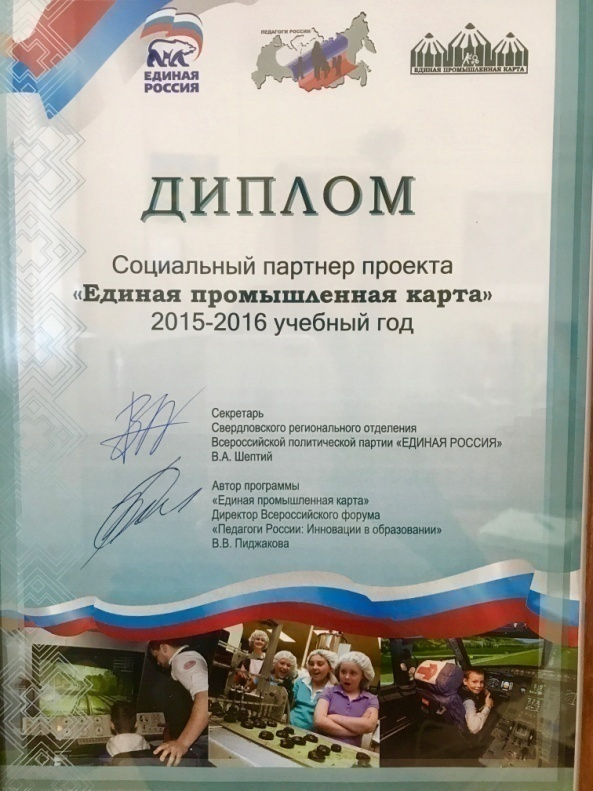 ЕДИНАЯ
РОССИЯ
ПЕДАГОГИ РОССИИ
ЕДИНАЯ ПРОМЫШЛЕННАЯ КАРТА
ДИПЛОМ
Социальный партнер проекта
«Единая промышленная карта»
2015-2016 учебный год
Секретарь
Свердловского регионального отделения
Всероссийской политической партии «ЕДИНАЯ РОССИЯ»
В.А. Шептий
Автор программы
«Единая промышленная карта»
Директор Всероссийского форума
«Педагоги России: Инновации в образовании»
В.В. Пиджакова